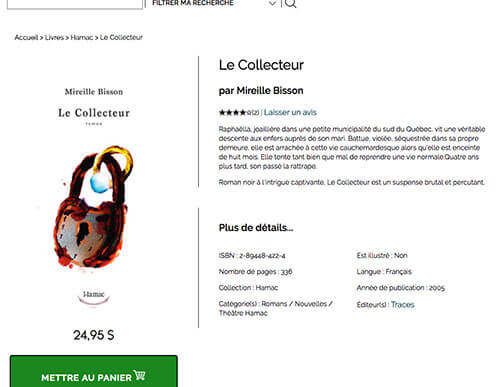 FILTRER MA RECHERCHE
Accueil > Livres > Hamac > Le Collecteur
Mireille Bisson
Le Collecteur
roman
Hamac
24,95 $
METTRE AU PANIER
Le Collecteur
par Mireille Bisson
(2) | Laisser un avis
Raphaëlla, joaillière dans une petite municipalité du sud du Québec, vit une véritable
descente aux enfers auprès de son mari. Battue, violée, séquestrée dans sa propre
demeure, elle est arrachée à cette vie cauchemardesque alors qu'elle est enceinte
de huit mois. Elle tente tant bien que mal de reprendre une vie normale.Quatre ans
plus tard, son passé la rattrape.
Roman noir à l'intrigue captivante, Le Collecteur est un suspense brutal et percutant.
Plus de détails...
ISBN : 2-89448-422-4
Est illustré : Non
Nombre de pages : 336
Langue : Français
Collection : Hamac
Année de publication : 2005
Catégorie(s) : Romans / Nouvelles /
Théâtre Hamac
Éditeur(s) : Traces